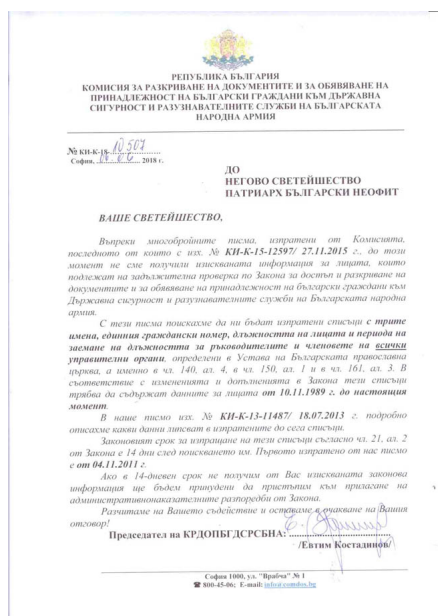 РЕПУБЛИКА БЪЛГАРИЯ
КОМИСИЯ ЗА РАЗКРИВАНЕ НА ДОКУМЕНТИТЕ И ЗА ОБЯВЯВАНЕ НА
ПРИНАДЛЕЖНОСТ НА БЪЛГАРСКИ ГРАЖДАНИ КЪМ ДЪРЖАВНА
СИГУРНОСТ И РАЗУЗНАВАТЕЛНИТЕ СЛУЖБИ НА БЪЛГАРСКАТА
НАРОДНА АРМИЯ
№ КИ-К-18-10507
София, 2018 г.
ДО
НЕГОВО СВЕТЕЙШЕСТВО
ПАТРИАРХ БЪЛГАРСКИ НЕОФИТ
ВАШЕ СВЕТЕЙШЕСТВО,
Въпреки многобройните писма, изпратени от Комисията,
последното от които с изх. № КИ-К-15-12597/ 27.11.2015 г., до този
момент не сме получили изискваната информация за лицата, които
подлежат на задължителна проверка по Закона за достъп и разкриване на
документите и за обявяване на принадлежност на български граждани към
Държавна сигурност и разузнавателните служби на Българската народна
армия.
С тези писма поискахме да ни бъдат изпратени списъци с трите
имена, единния граждански номер, длъжността на лицата и периода на
заемане на длъжността за ръководителите и членовете на всички
управителни органи, определени в Устава на Българската православна
църква, а именно в чл. 140, ал. 4, в чл. 150, ал. 1 и в чл. 161, ал. 3. В
съответствие с измененията и допълненията в Закона тези списъци
трябва да съдържат данните за лицата от 10.11.1989 г. до настоящия
момент.
В наше писмо изх. № КИ-К-13-11487/ 18.07.2013 г. подробно
описахме какви данни липсват в изпратените до сега списъци.
Законовият срок за изпращане на тези списъци съгласно чл. 21, ал. 2
от Закона е 14 дни след поискването им. Първото изпратено от нас писмо
е от 04.11.2011 г.
Ако в 14-дневен срок не получим от Вас изискваната законова
информация ще бъдем принудени да пристъпим към прилагане на
административнонаказателните разпоредби от Закона.
Разчитаме на Вашето съдействие и оставаме в очакване на Вашия
отговор!
Председател на КРДОПБГДСРСБНА:
/Евтим Костадинов/
София 1000, ул. "Врабча" № 1
☎ 800-45-06; E-mail: info@comdos.bg